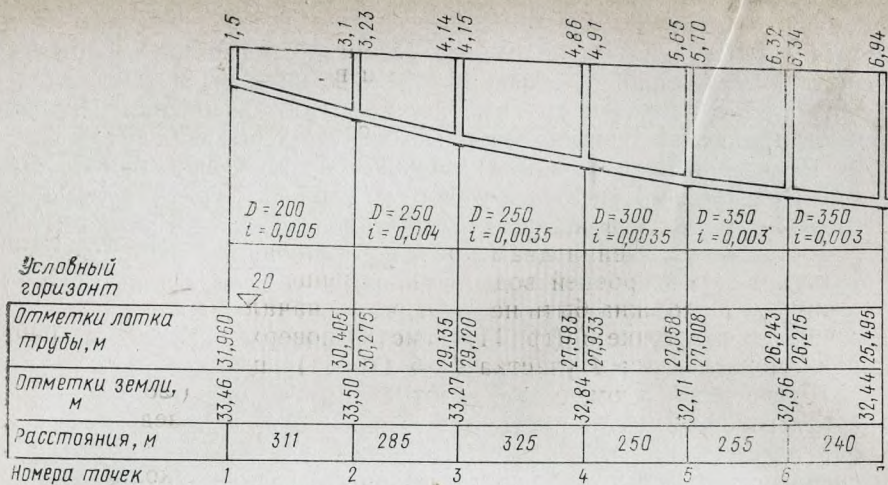 1,5 3,1 3,23 4,14 4,15 4,86 4,91 5,65 5,70 6,32 6,34 6,94
D=200 D=250 D=250 D=300 D=350 D=350
i=0,005 i=0,004 i=0,0035 i=0,0035 i=0,003 i=0,003
Условный
горизонт
20
Отметки лотка
трубы, м
31,960 30,405 30,275 29,135 29,120 27,983 27,933 27,058 27,008 26,243 26,215 25,495
Отметки земли,
м
33,46 33,50 33,27 32,84 32,71 32,56 32,44
Расстояния, м 311 285 325 250 255 240
Номера точек 1 2 3 4 5 6